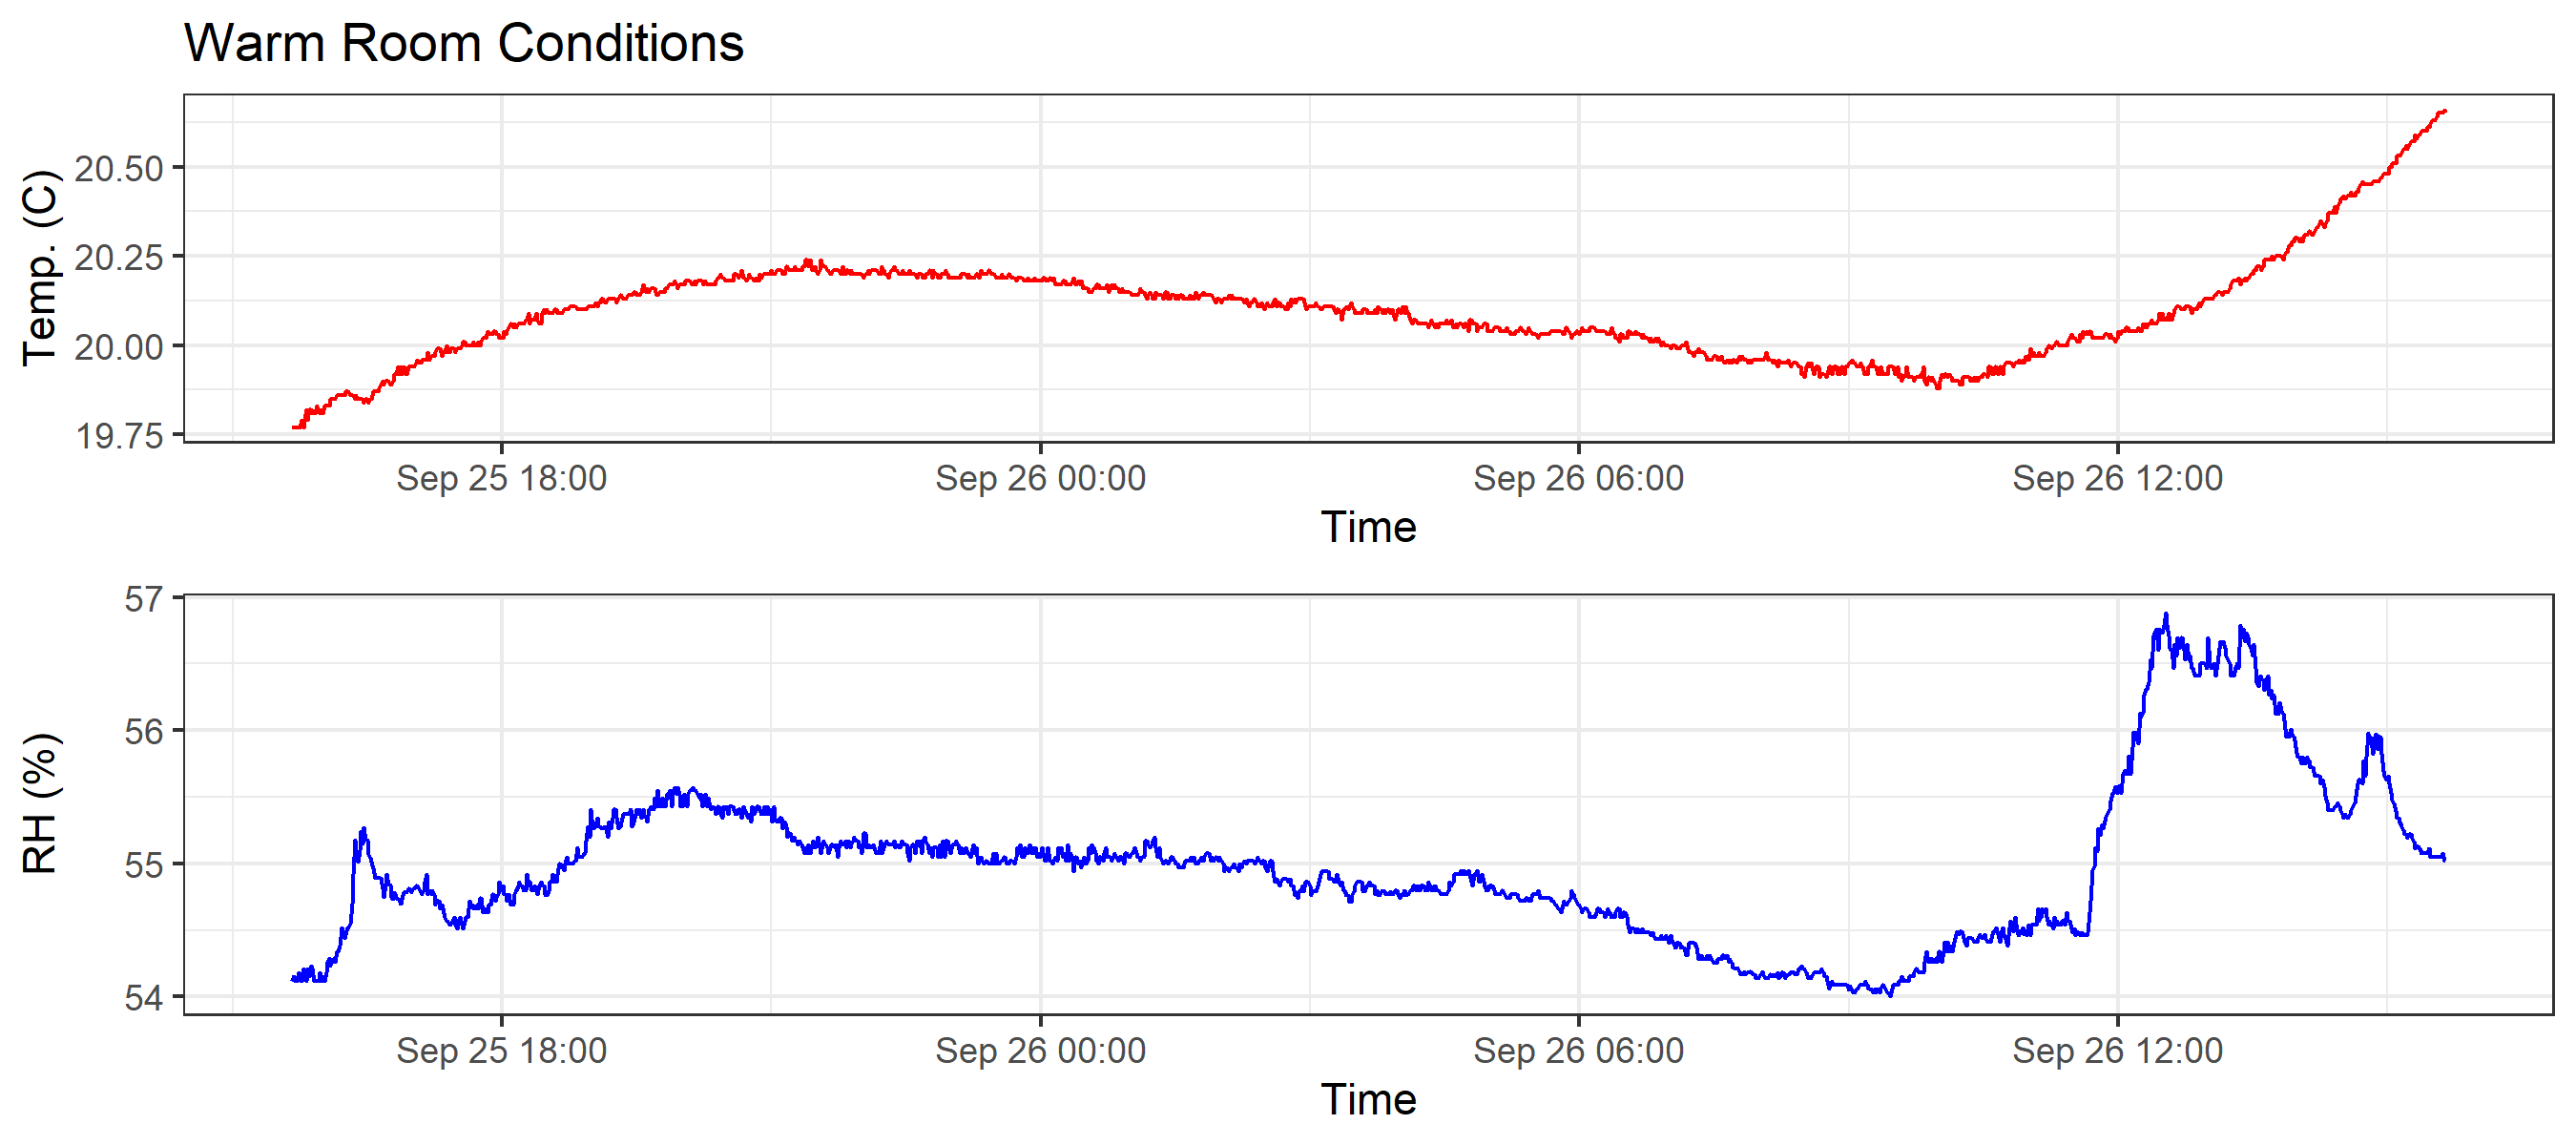 Warm Room Conditions
Temp. (C)
20.50
20.25
20.00
19.75
Sep 25 18:00 Sep 26 00:00 Sep 26 06:00 Sep 26 12:00
Time
RH (%)
57
56
55
54
Sep 25 18:00 Sep 26 00:00 Sep 26 06:00 Sep 26 12:00
Time